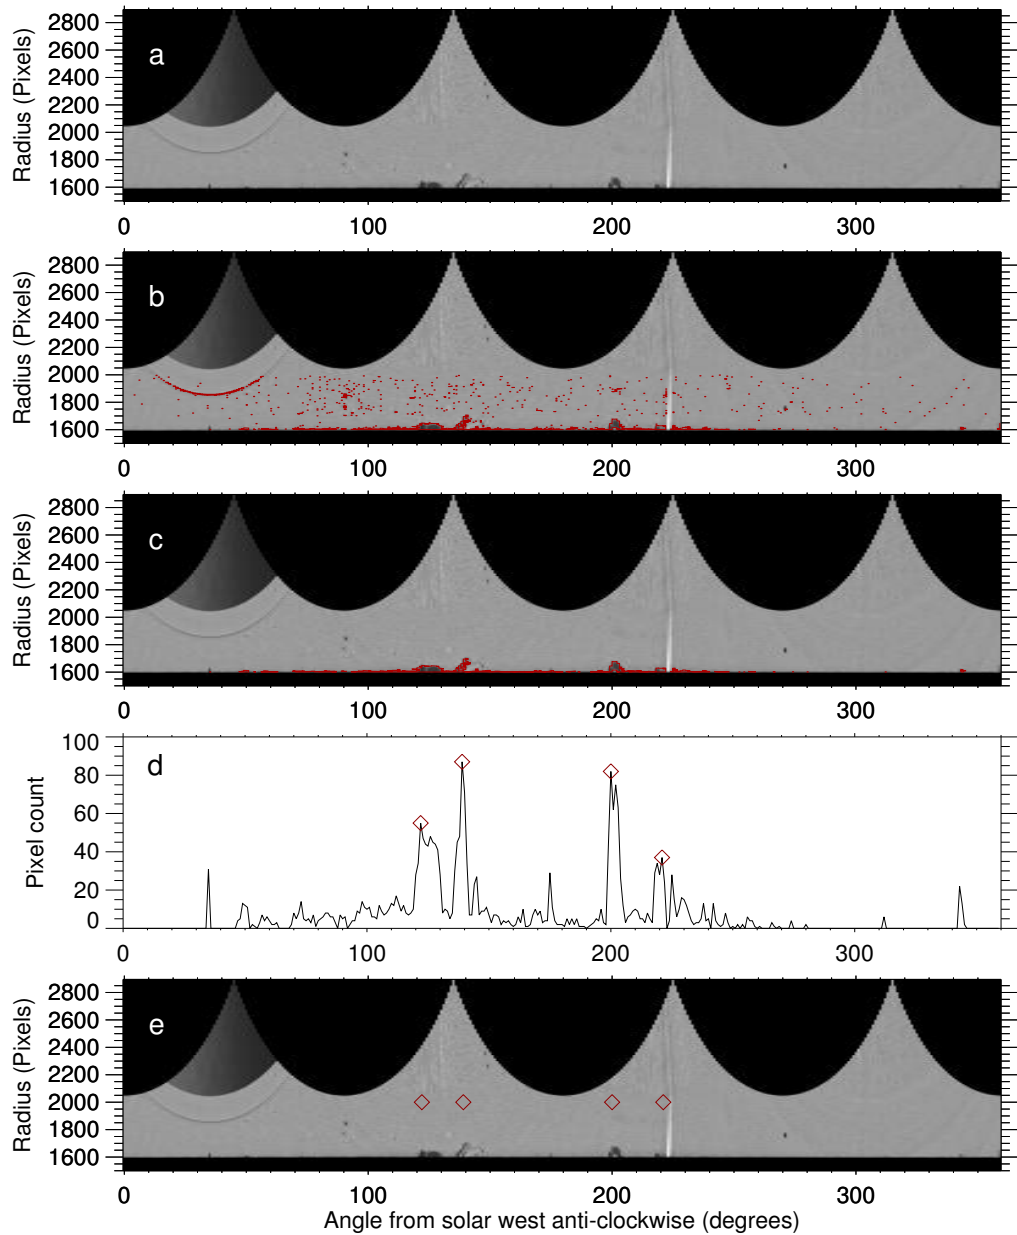 a
Radius (Pixels)
2800
2600
2400
2200
2000
1800
1600
0 100 200 300
b
Radius (Pixels)
2800
2600
2400
2200
2000
1800
1600
0 100 200 300
c
Radius (Pixels)
2800
2600
2400
2200
2000
1800
1600
0 100 200 300
d
Pixel count
100
80
60
40
20
0
0 100 200 300
e
Radius (Pixels)
2800
2600
2400
2200
2000
1800
1600
0 100 200 300
Angle from solar west anti-clockwise (degrees)